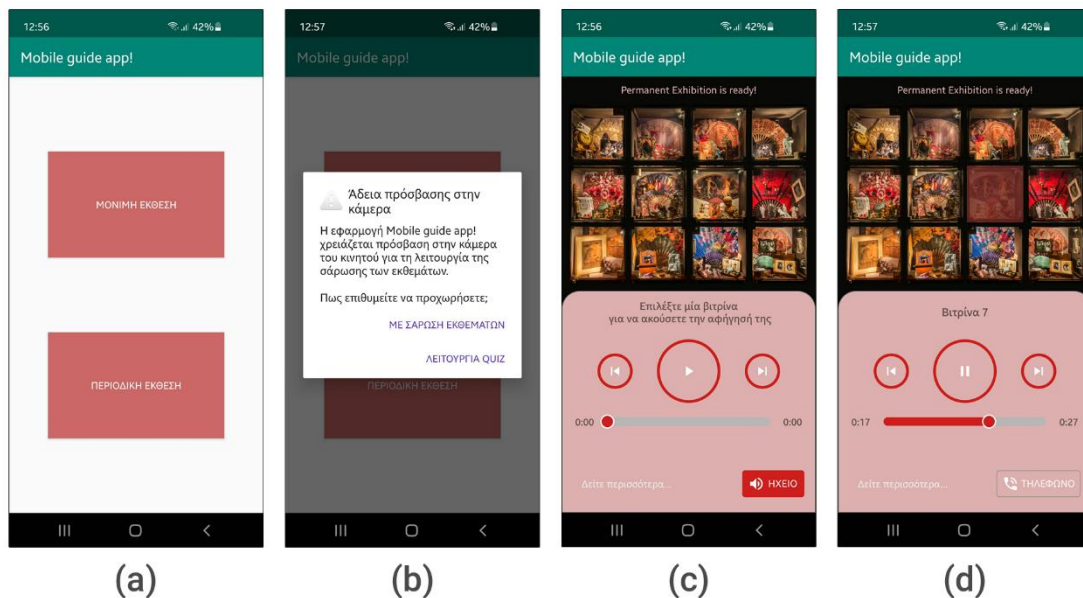 12:56 42%
Mobile guide app!
ΜΟΝΙΜΗ ΕΚΘΕΣΗ
ΠΕΡΙΟΔΙΚΗ ΕΚΘΕΣΗ
(a)
12:57 42%
Mobile guide app!
Άδεια πρόσβασης στην
κάμερα
Η εφαρμογή Mobile guide app!
χρειάζεται πρόσβαση στην κάμερα
του κινητού για τη λειτουργία της
σάρωσης των εκθεμάτων.
Πως επιθυμείτε να προχωρήσετε;
ΜΕ ΣΑΡΩΣΗ ΕΚΘΕΜΑΤΩΝ
ΛΕΙΤΟΥΡΓΙΑ QUIZ
ΠΕΡΙΟΔΙΚΗ ΕΚΘΕΣΗ
(b)
12:56 42%
Mobile guide app!
Permanent Exhibition is ready!
Επιλέξτε μία βιτρίνα
για να ακούσετε την αφήγησή της
0:00 0:00
Δείτε περισσότερα...
ΗΧΕΙΟ
(c)
12:57 42%
Mobile guide app!
Permanent Exhibition is ready!
Βιτρίνα 7
0:17 0:27
Δείτε περισσότερα...
ΤΗΛΕΦΩΝΟ
(d)